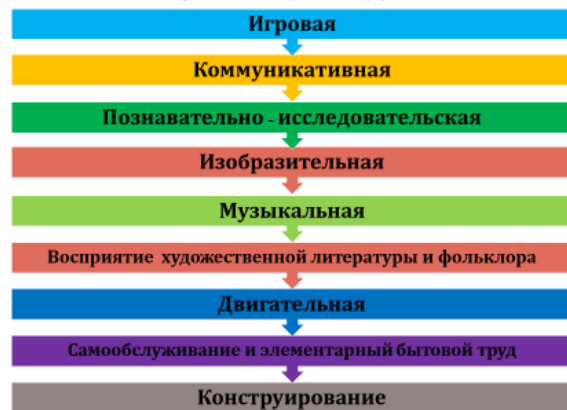 Игровая
Коммуникативная
Познавательно - исследовательская
Изобразительная
Музыкальная
Восприятие художественной литературы и фольклора
Двигательная
Самообслуживание и элементарный бытовой труд
Конструирование